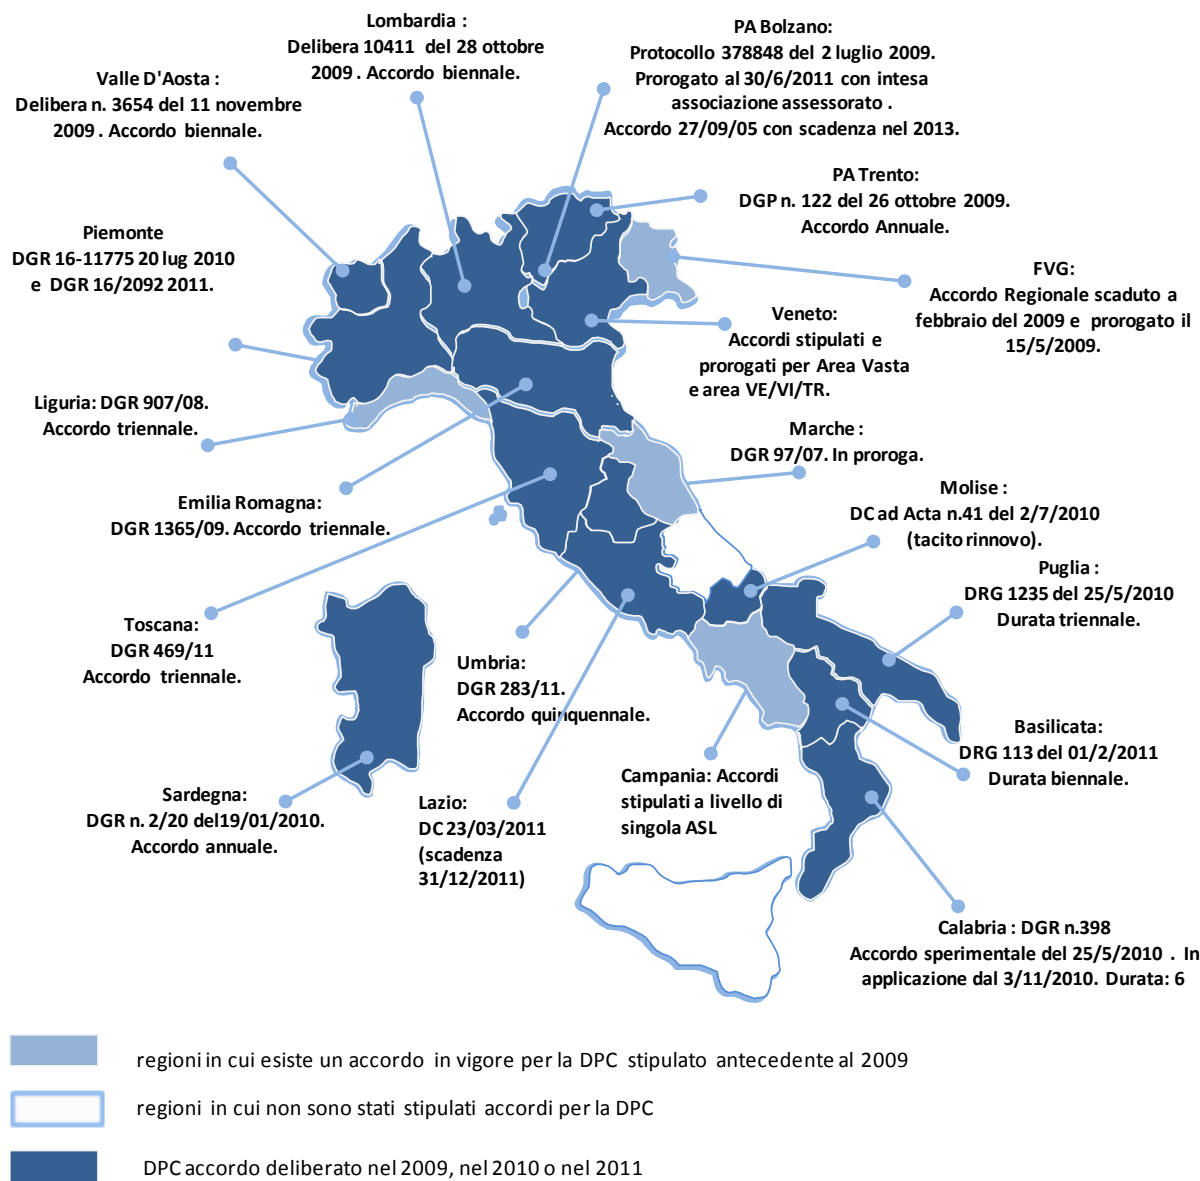 Lombardia :
Delibera 10411 del 28 ottobre
2009 . Accordo biennale.
PA Bolzano:
Protocollo 378848 del 2 luglio 2009.
Prorogato al 30/6/2011 con intesa
associazione assessorato .
Accordo 27/09/05 con scadenza nel 2013.
Valle D'Aosta :
Delibera n. 3654 del 11 novembre
2009 . Accordo biennale.
PA Trento:
DGP n. 122 del 26 ottobre 2009.
Accordo Annuale.
Piemonte
DGR 16-11775 20 lug 2010
e DGR 16/2092 2011.
FVG:
Accordo Regionale scaduto a
febbraio del 2009 e prorogato il
15/5/2009.
Veneto:
Accordi stipulati e
prorogati per Area Vasta
e area VE/VI/TR.
Liguria: DGR 907/08.
Accordo triennale.
Marche :
DGR 97/07. In proroga.
Emilia Romagna:
DGR 1365/09. Accordo triennale.
Molise :
DC ad Acta n.41 del 2/7/2010
(tacito rinnovo).
Puglia :
DRG 1235 del 25/5/2010
Durata triennale.
Toscana:
DGR 469/11
Accordo triennale.
Umbria:
DGR 283/11.
Accordo quinquennale.
Basilicata:
DRG 113 del 01/2/2011
Durata biennale.
Campania: Accordi
stipulati a livello di
singola ASL
Sardegna:
DGR n. 2/20 del19/01/2010.
Accordo annuale.
Lazio:
DC 23/03/2011
(scadenza
31/12/2011)
Calabria : DGR n.398
Accordo sperimentale del 25/5/2010 . In
applicazione dal 3/11/2010. Durata: 6
regioni in cui esiste un accordo in vigore per la DPC stipulato antecedente al 2009
regioni in cui non sono stati stipulati accordi per la DPC
DPC accordo deliberato nel 2009, nel 2010 o nel 2011